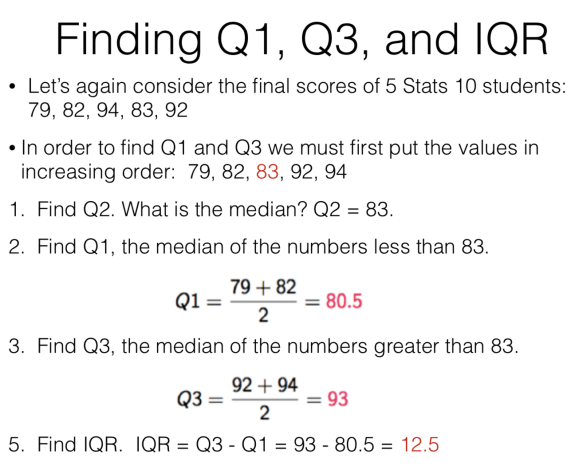 Finding Q1, Q3, and IQR
• Let's again consider the final scores of 5 Stats 10 students:
79, 82, 94, 83, 92
• In order to find Q1 and Q3 we must first put the values in
increasing order:  79, 82, 83, 92, 94
1.  Find Q2. What is the median? Q2 = 83.
2.  Find Q1, the median of the numbers less than 83.
Q1 = (79 + 82)/2 = 80.5
3.  Find Q3, the median of the numbers greater than 83.
Q3 = (92 + 94)/2 = 93
5.  Find IQR.  IQR = Q3 - Q1 = 93 - 80.5 = 12.5